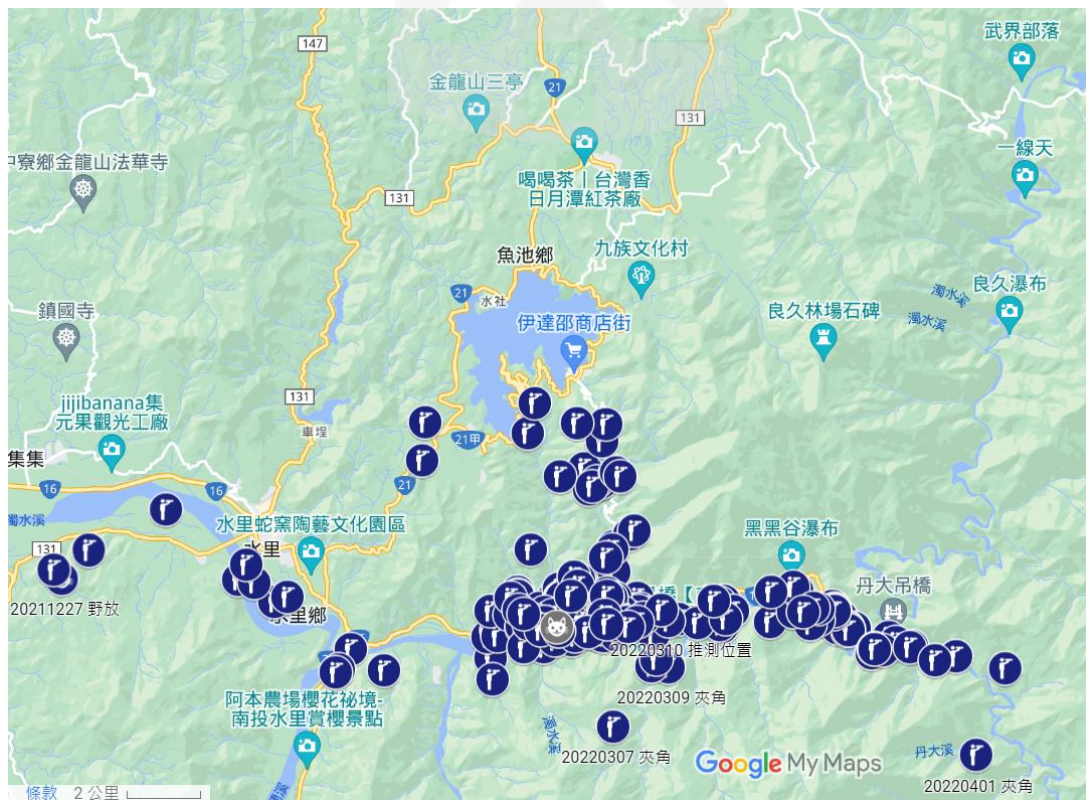 武界部落
147
金龍山三亭
21
131
一線天
中寮鄉金龍山法華寺
131
喝喝茶 | 台灣香
日月潭紅茶廠
魚池鄉
九族文化村
21
水社
濁水溪
良久瀑布
良久林場石碑
濁水溪
伊達邵商店街
鎮國寺
131
jijibanana集
元果觀光工廠
車埕
21甲
集集
16
16
21
濁水溪
水里蛇窯陶藝文化園區
黑黑谷瀑布
131
水里
丹大吊橋
20211227 野放
水里鄉
16
20220310 推測位置
阿本農場櫻花祕境-
南投水里賞櫻景點
20220309 夾角
濁水溪
20220307 夾角
丹大溪
Google My Maps
20220401 夾角
條款
2 公里